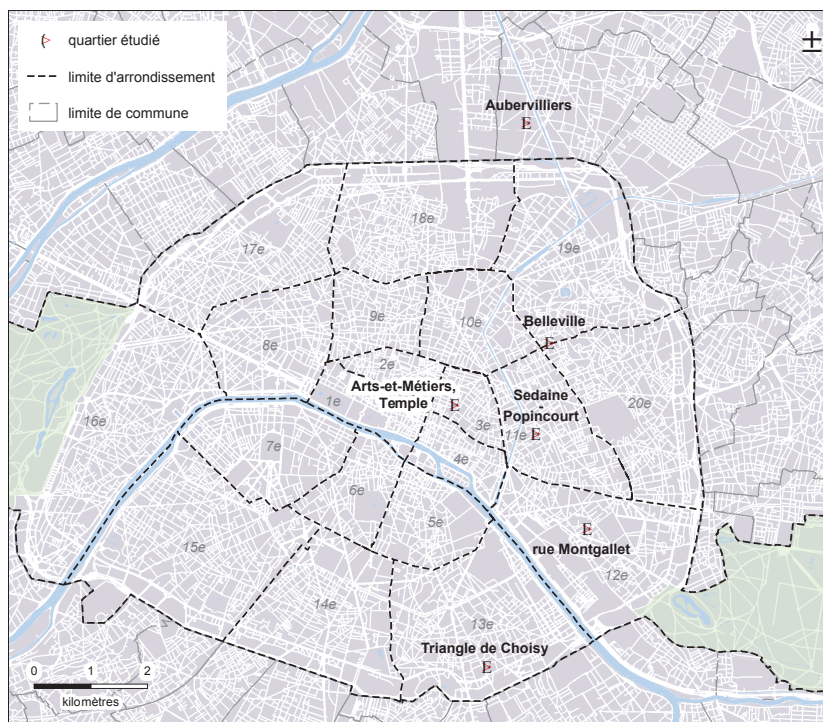 quartier étudié
limite d'arrondissement
limite de commune
±
Aubervilliers
E
18e
17e
19e
Belleville
E
9e
10e
8e
2e
Arts-et-Métiers,
Temple
E
Sedaine
-
Popincourt
E
1e
3e
11e
20e
16e
7e
4e
6e
5e
E
rue Montgallet
12e
15e
14e
13e
Triangle de Choisy
E
0 1 2
kilomètres